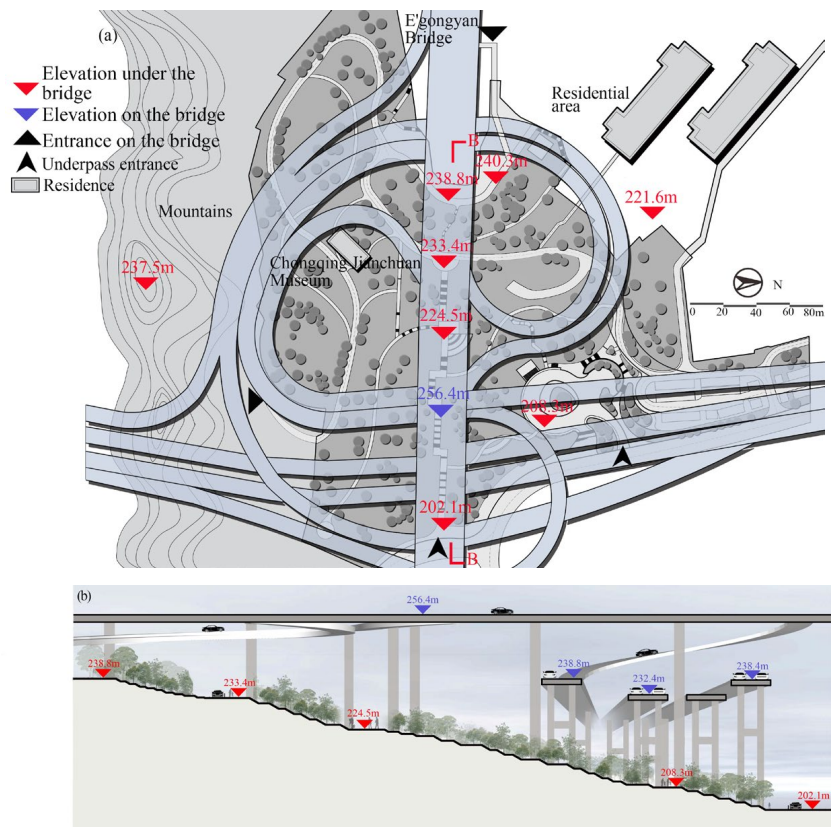 (a)
E'gongyan
Bridge
Elevation under the
bridge
Elevation on the bridge
Entrance on the bridge
Underpass entrance
Residence
Residential
area
B
240.3m
238.8m
221.6m
Mountains
233.4m
Chongqing Jianchuan
Museum
237.5m
N
0 20 40 60 80m
224.5m
256.4m
208.3m
202.1m
B
(b)
256.4m
238.8m
233.4m
224.5m
238.8m
232.4m
238.4m
208.3m
202.1m